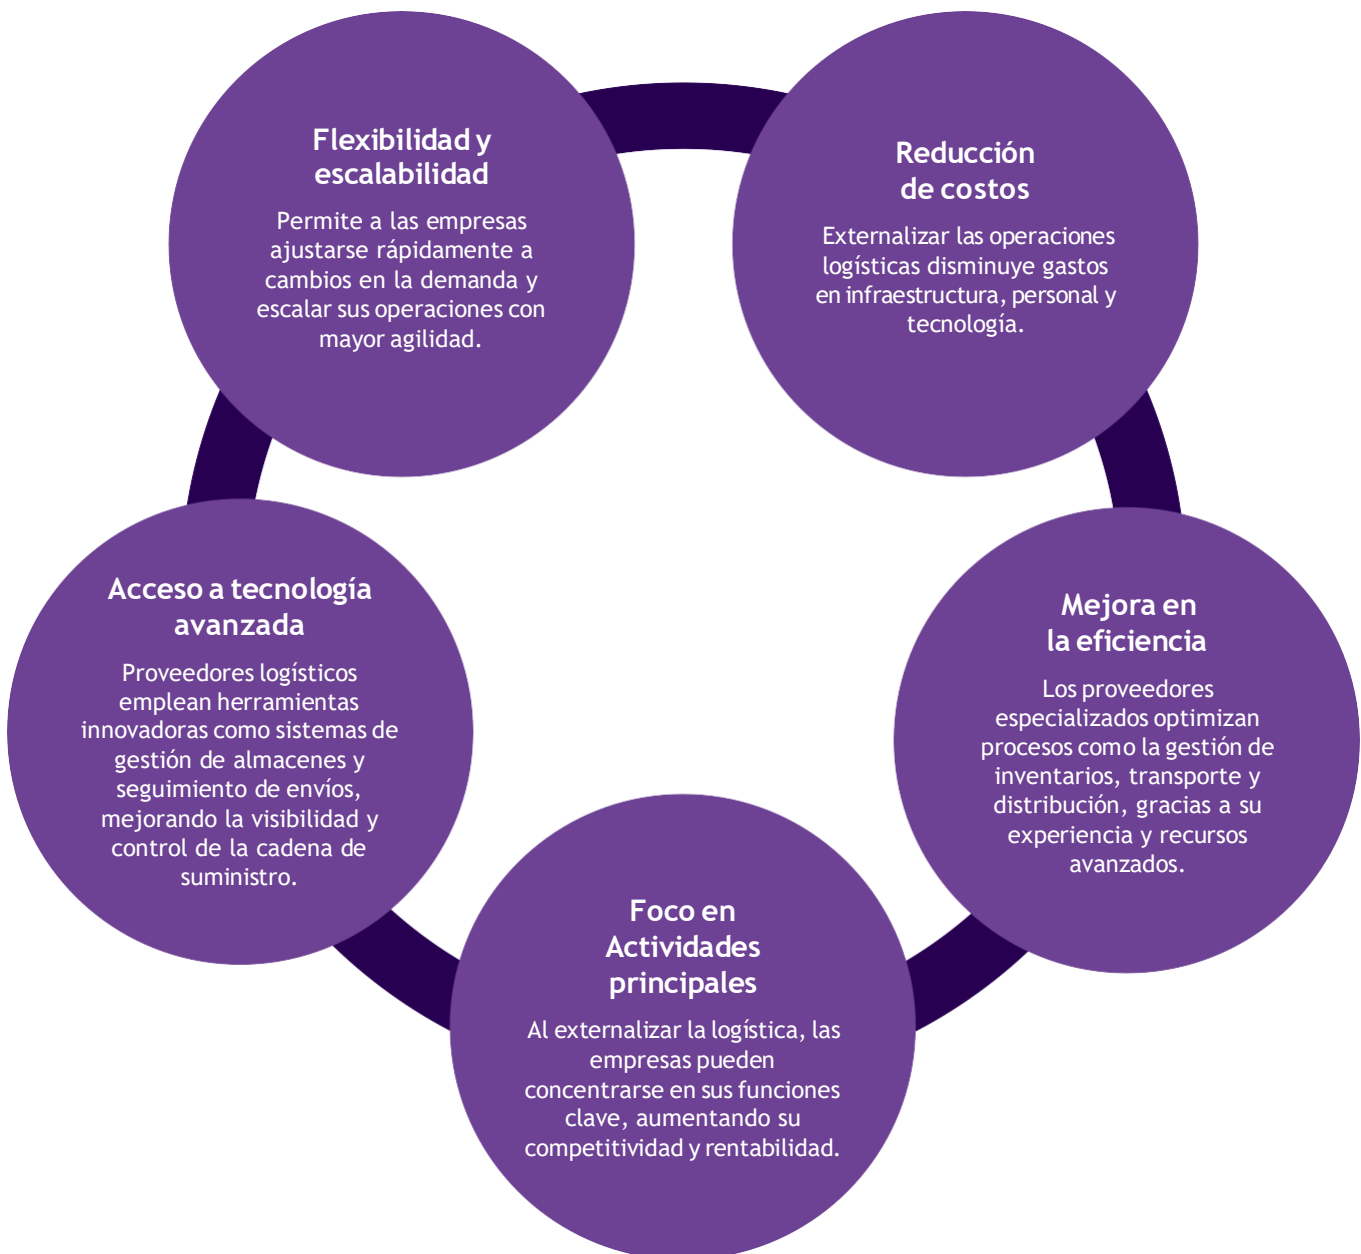 Flexibilidad y
escalabilidad
Permite a las empresas
ajustarse rápidamente a
cambios en la demanda y
escalar sus operaciones con
mayor agilidad.
Reducción
de costos
Externalizar las operaciones
logísticas disminuye gastos
en infraestructura, personal y
tecnología.
Acceso a tecnología
avanzada
Proveedores logísticos
emplean herramientas
innovadoras como sistemas de
gestión de almacenes y
seguimiento de envíos,
mejorando la visibilidad y
control de la cadena de
suministro.
Mejora en
la eficiencia
Los proveedores
especializados optimizan
procesos como la gestión de
inventarios, transporte y
distribución, gracias a su
experiencia y recursos
avanzados.
Foco en
Actividades
principales
Al externalizar la logística, las
empresas pueden
concentrarse en sus funciones
clave, aumentando su
competitividad y rentabilidad.